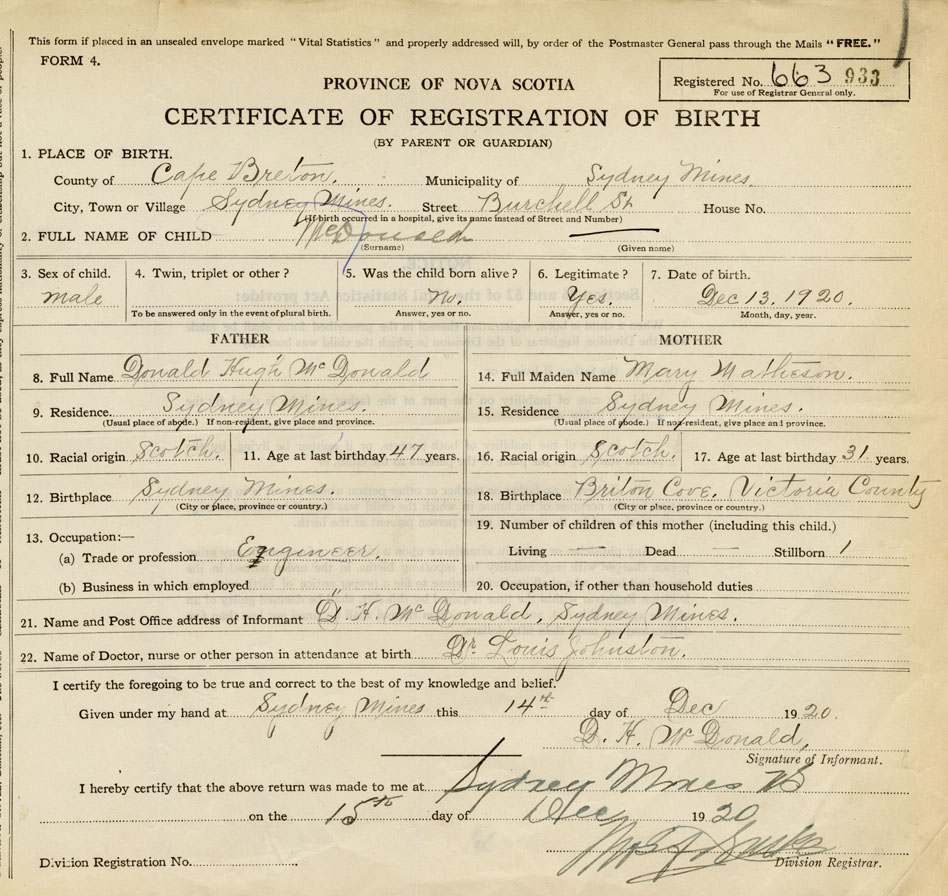 This form if placed in an unsealed envelope marked "Vital Statistics" and properly addressed will, by order of the Postmaster General pass through the Mails "FREE."
FORM 4.
Registered No. 663 933
For use of Registrar General only.
PROVINCE OF NOVA SCOTIA
CERTIFICATE OF REGISTRATION OF BIRTH
(BY PARENT OR GUARDIAN)
1. PLACE OF BIRTH.
County of Cape Breton. Municipality of Sydney Mines.
City, Town or Village Sydney Mines. Street Burchell St House No.
(If birth occurred in a hospital, give its name instead of Street and Number)
2. FULL NAME OF CHILD McDonald
(Surname) (Given name)
3. Sex of child. 4. Twin, triplet or other? 5. Was the child born alive? 6. Legitimate? 7. Date of birth.
male No. Yes. Dec 13. 1920.
To be answered only in the event of plural birth. Answer, yes or no. Answer, yes or no. Month, day, year.
FATHER MOTHER
8. Full Name Donald Hugh McDonald 14. Full Maiden Name Mary Matheson.
9. Residence. Sydney Mines. 15. Residence Sydney Mines.
(Usual place of abode.) If non-resident, give place and province. (Usual place of abode.) If non-resident, give place and province.
10. Racial origin Scotch. 11. Age at last birthday 47 years. 16. Racial origin Scotch. 17. Age at last birthday 31 years.
12. Birthplace Sydney Mines. 18. Birthplace Briton Cove. Victoria County
(City or place, province or country.) (City or place, province or country.)
13. Occupation:— 19. Number of children of this mother (including this child.)
(a) Trade or profession Engineer. Living — Dead — Stillborn 1
(b) Business in which employed " 20. Occupation, if other than household duties
21. Name and Post Office address of Informant D. H. McDonald, Sydney Mines.
22. Name of Doctor, nurse or other person in attendance at birth. Dr Louis Johnston.
I certify the foregoing to be true and correct to the best of my knowledge and belief.
Given under my hand at Sydney Mines this 14th day of Dec 1920.
D. H. McDonald,
Signature of Informant.
I hereby certify that the above return was made to me at Sydney Mines
on the 15th day of Dec 1920
Division Registration No. Division Registrar.